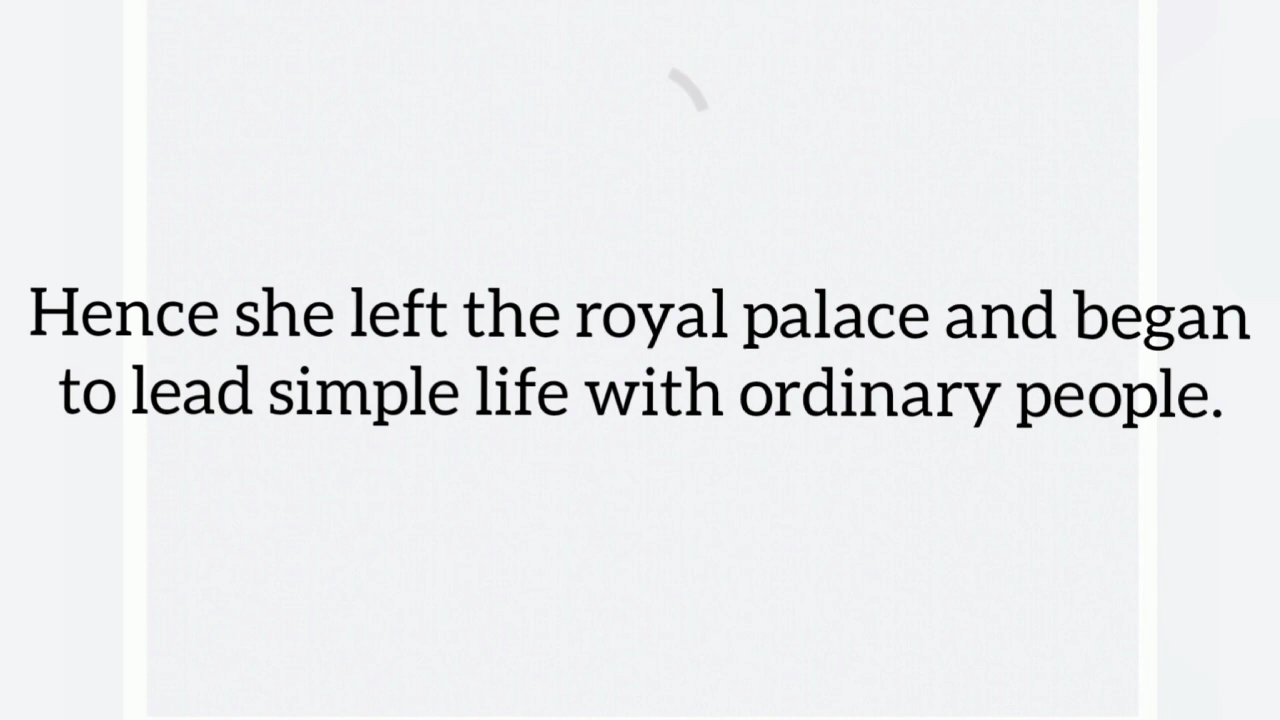 Hence she left the royal palace and began
to lead simple life with ordinary people.